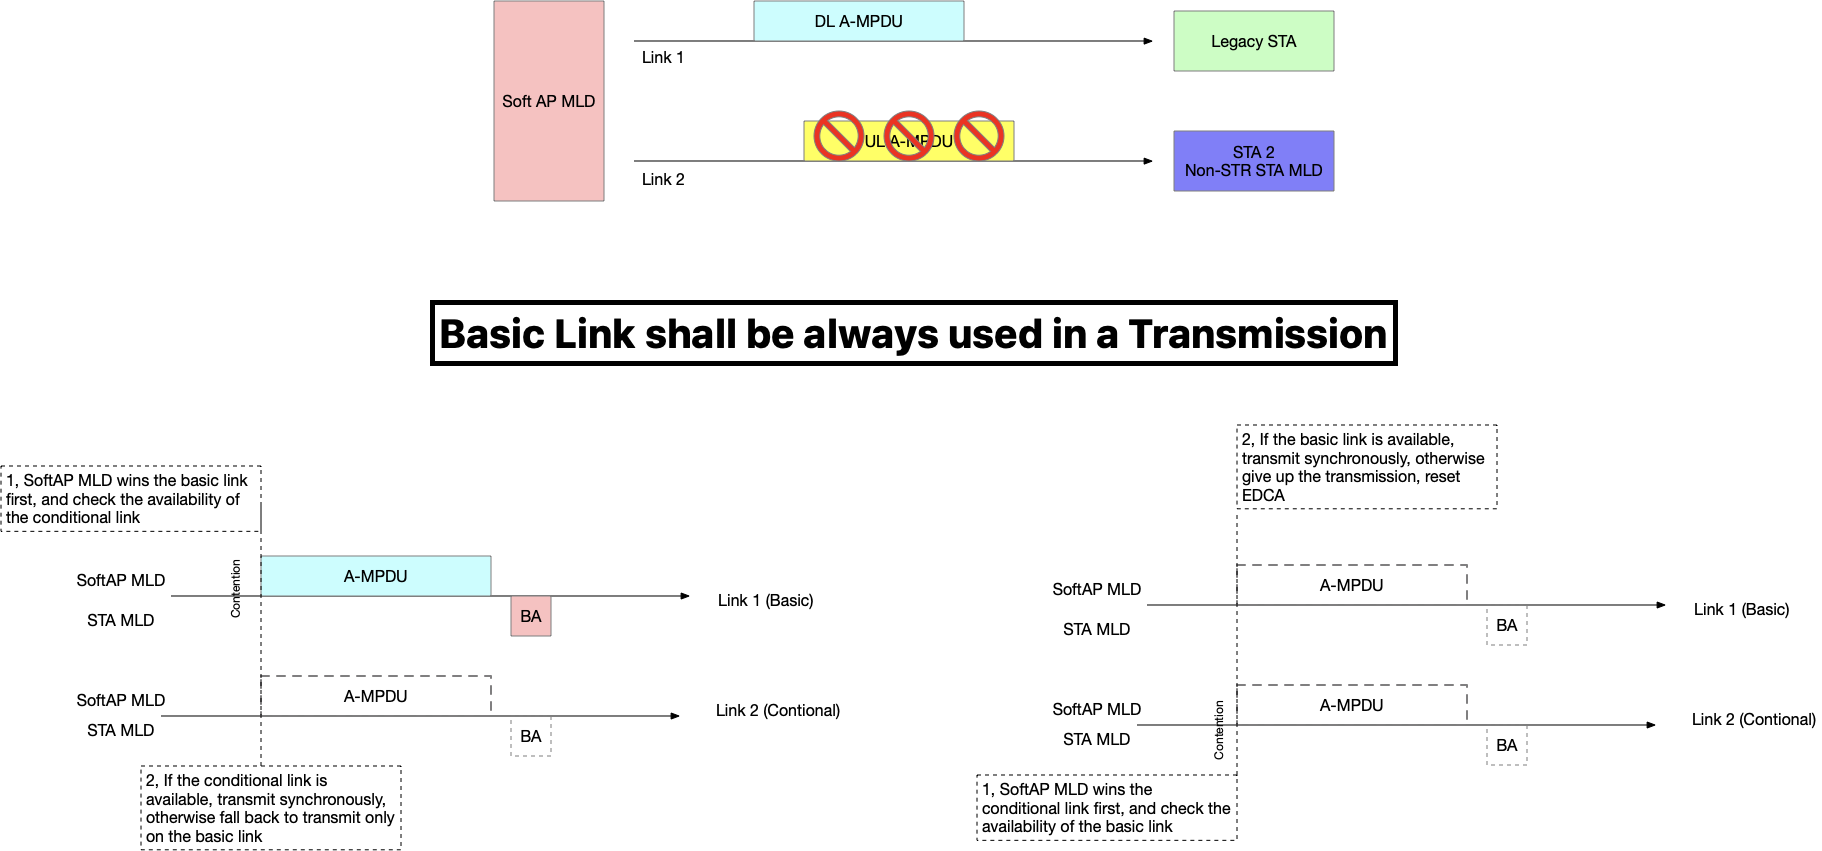 Soft AP MLD
DL A-MPDU
Link 1
Legacy STA
UL A-MPDU
Link 2
STA 2
Non-STR STA MLD
Basic Link shall be always used in a Transmission
1, SoftAP MLD wins the basic link
first, and check the availability of
the conditional link
Contention
SoftAP MLD
A-MPDU
STA MLD
BA
Link 1 (Basic)
SoftAP MLD
A-MPDU
STA MLD
BA
Link 2 (Contional)
2, If the conditional link is
available, transmit synchronously,
otherwise fall back to transmit only
on the basic link
2, If the basic link is available,
transmit synchronously, otherwise
give up the transmission, reset
EDCA
SoftAP MLD
A-MPDU
STA MLD
BA
Link 1 (Basic)
SoftAP MLD
A-MPDU
STA MLD
BA
Link 2 (Contional)
Contention
1, SoftAP MLD wins the
conditional link first, and check the
availability of the basic link